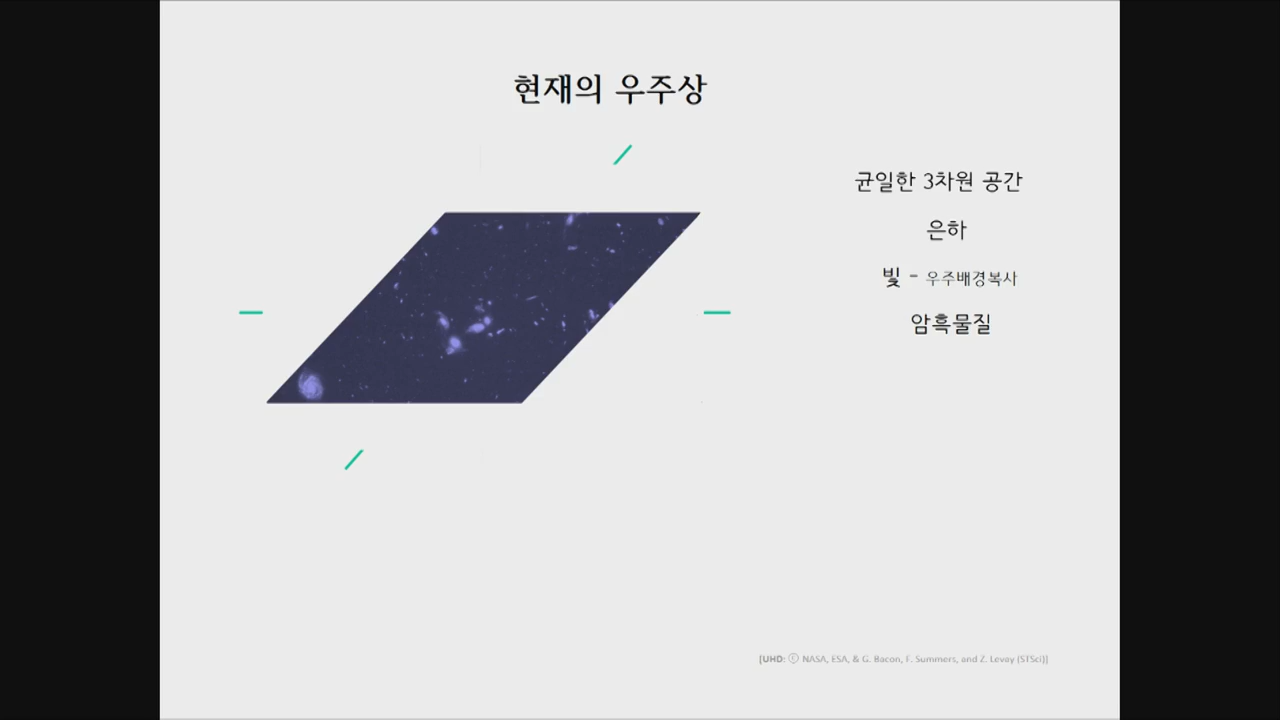 현재의 우주상
균일한 3차원 공간
은하
빛 - 우주배경복사
암흑물질
[UHD: ⓒ NASA, ESA, & G. Bacon, F. Summers, and Z. Levay (STScI)]